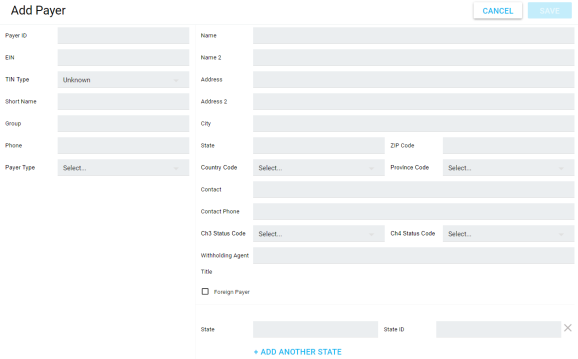 Add Payer
CANCEL
SAVE
Payer ID
Name
EIN
Name 2
TIN Type
Unknown
Address
Short Name
Address 2
Group
City
Phone
State
ZIP Code
Payer Type
Select...
Country Code
Select...
Province Code
Select...
Contact
Contact Phone
Ch3 Status Code
Select...
Ch4 Status Code
Select...
Withholding Agent
Title
Foreign Payer
State
State ID
+ ADD ANOTHER STATE